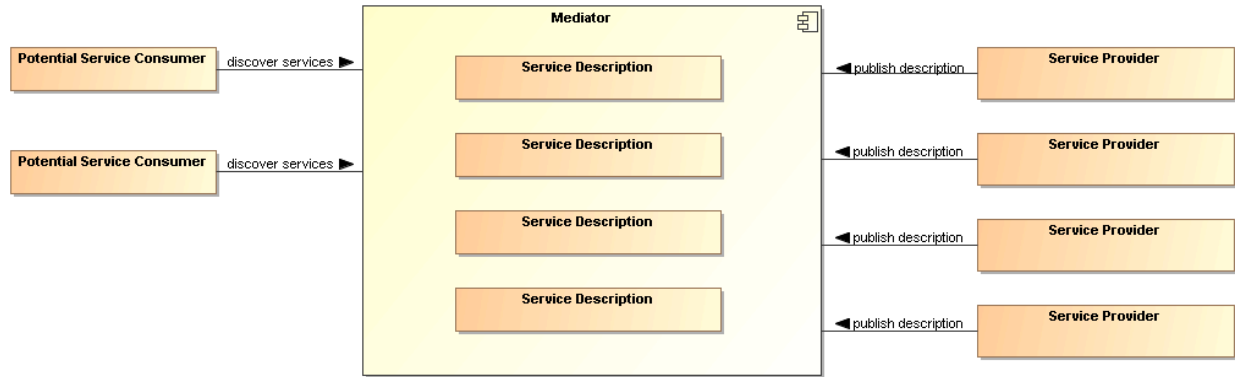 Mediator
Potential Service Consumer
discover services
Service Description
publish description
Service Provider
Potential Service Consumer
discover services
Service Description
publish description
Service Provider
Service Description
publish description
Service Provider
Service Description
publish description
Service Provider